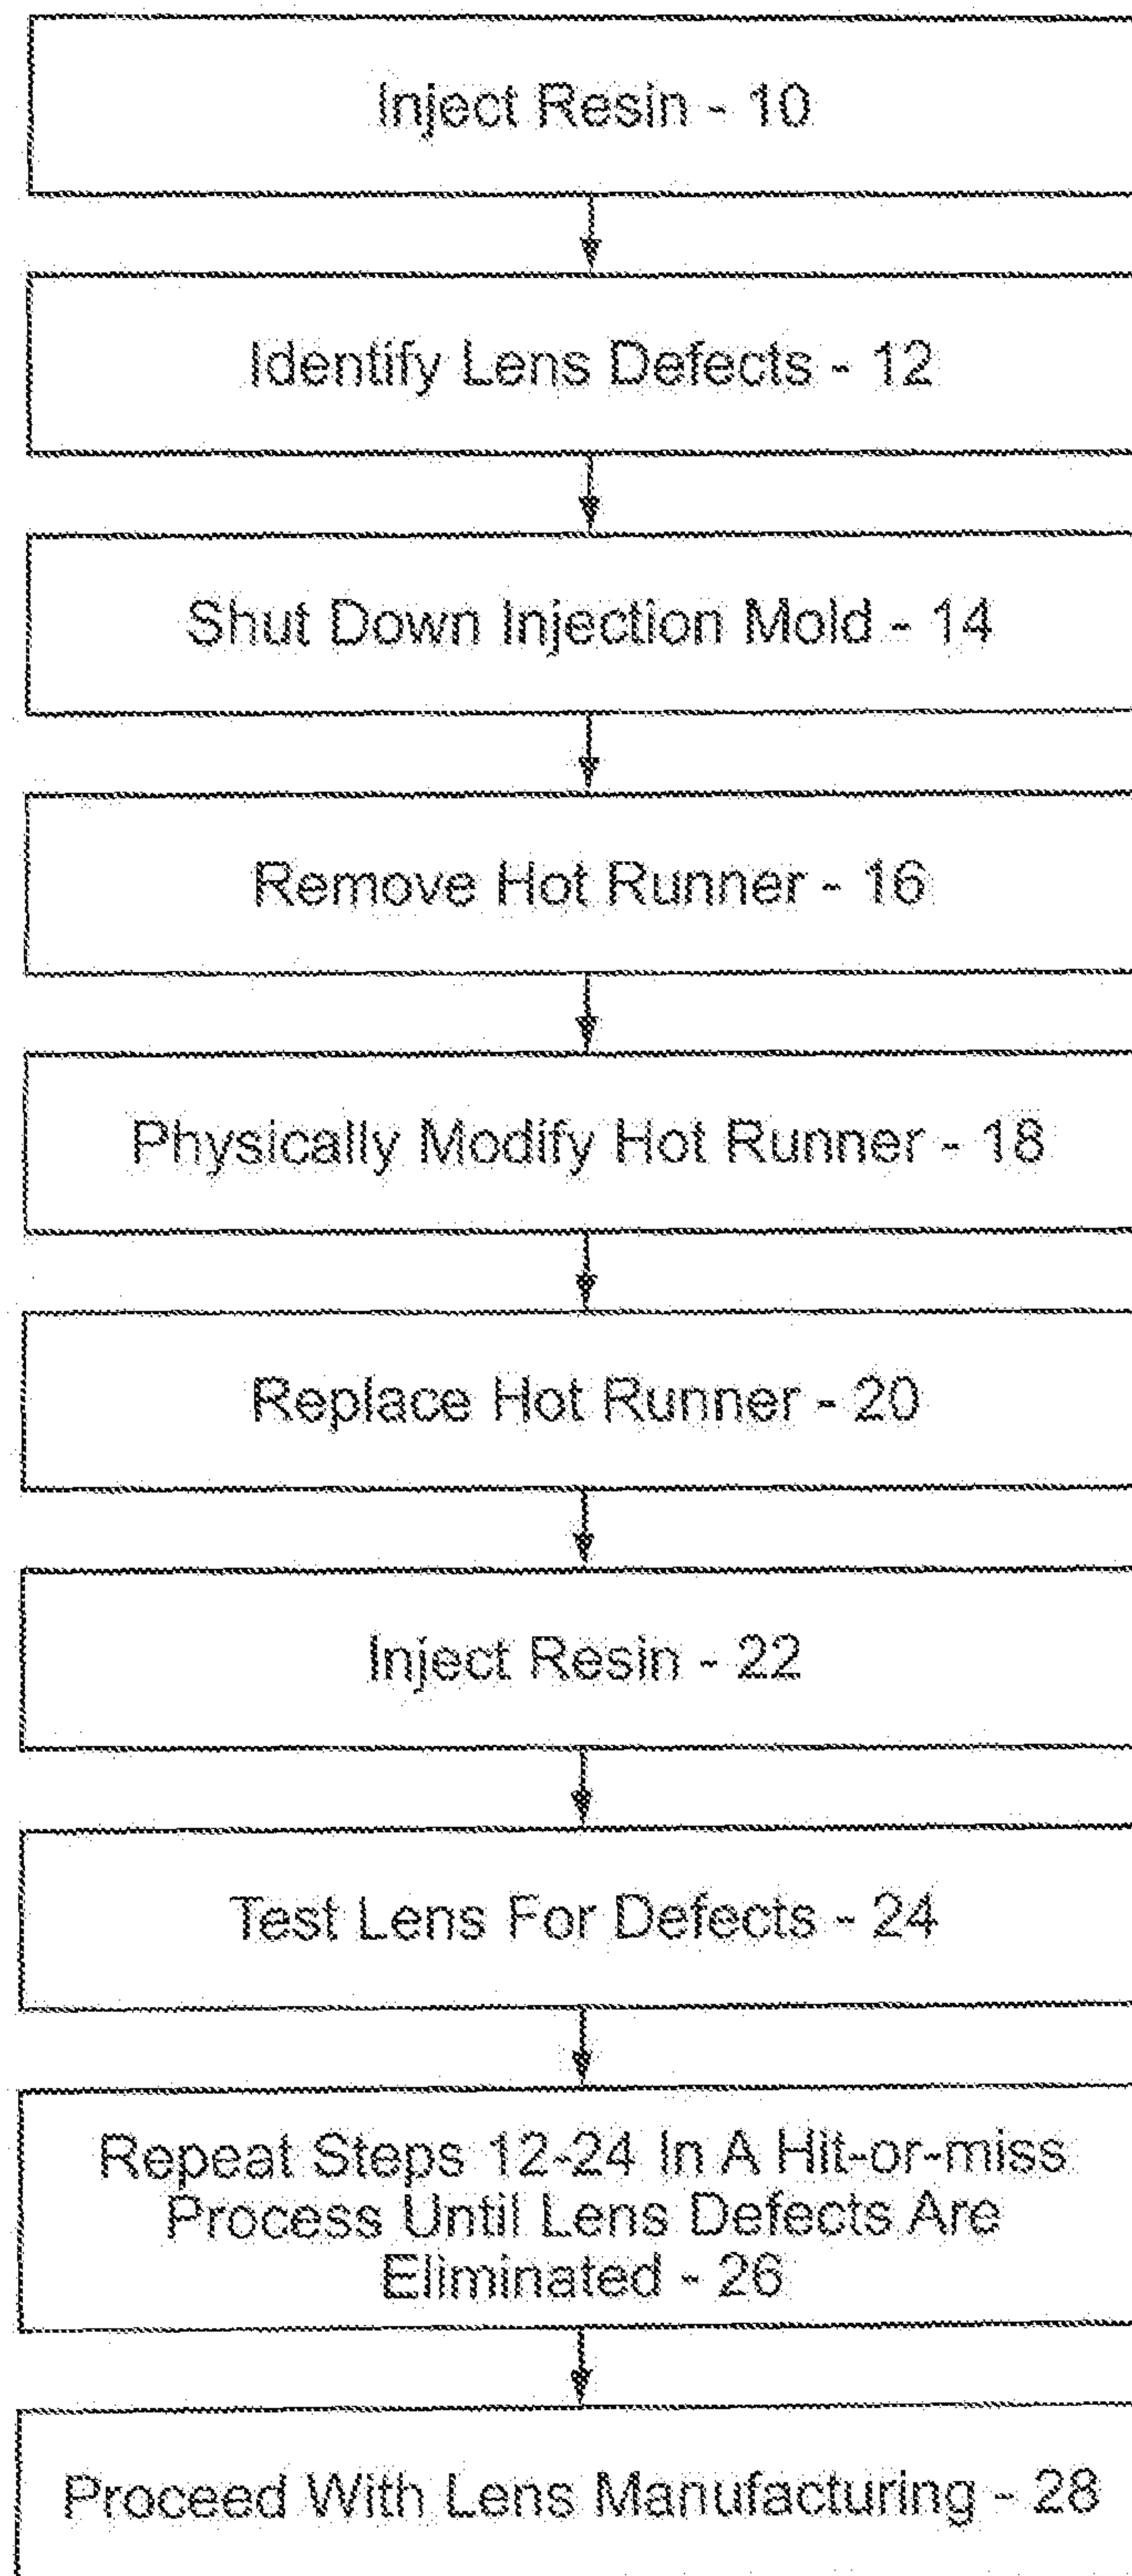 Inject Resin - 10
Identify Lens Defects - 12
Shut Down Injection Mold - 14
Remove Hot Runner - 16
Physically Modify Hot Runner - 18
Replace Hot Runner - 20
Inject Resin - 22
Test Lens For Defects - 24
Repeat Steps 12-24 In A Hit-or-miss
Process Until Lens Defects Are
Eliminated - 26
Proceed With Lens Manufacturing - 28